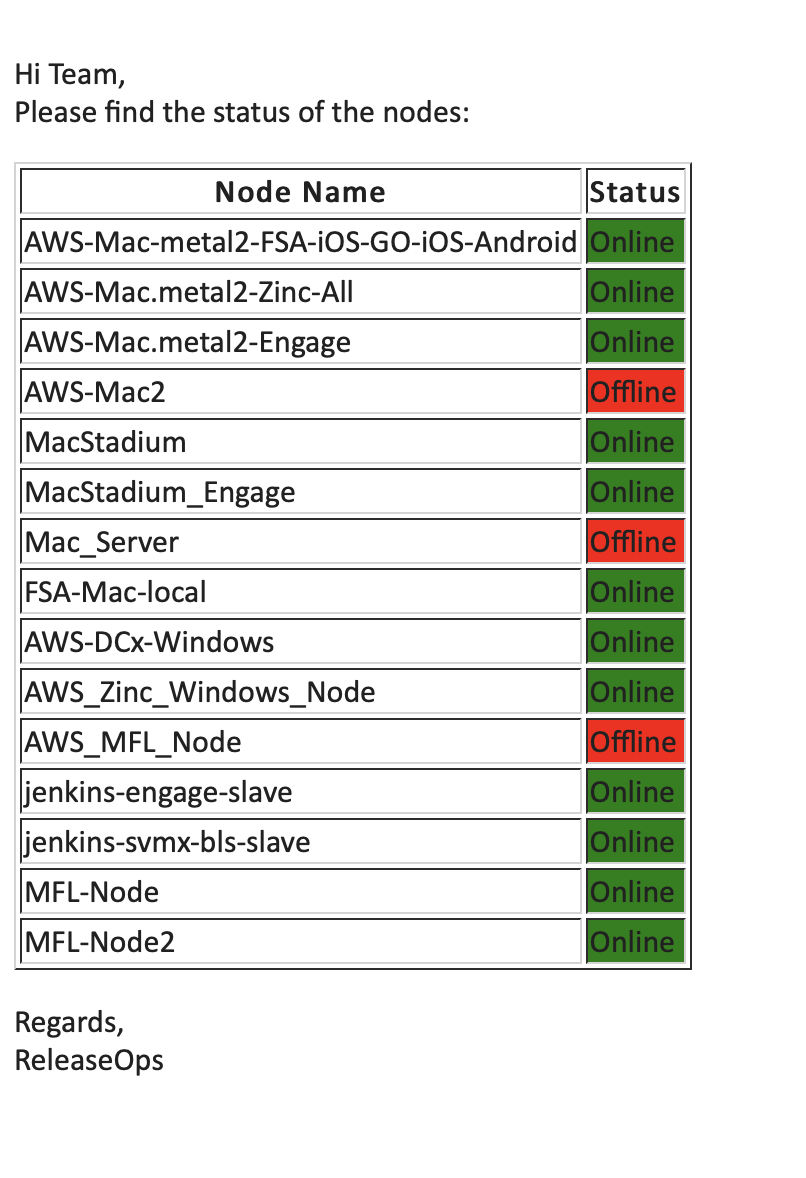 Hi Team,
Please find the status of the nodes:
Node Name Status
AWS-Mac-metal2-FSA-iOS-GO-iOS-Android Online
AWS-Mac.metal2-Zinc-All Online
AWS-Mac.metal2-Engage Online
AWS-Mac2 Offline
MacStadium Online
MacStadium_Engage Online
Mac_Server Offline
FSA-Mac-local Online
AWS-DCx-Windows Online
AWS_Zinc_Windows_Node Online
AWS_MFL_Node Offline
jenkins-engage-slave Online
jenkins-svmx-bls-slave Online
MFL-Node Online
MFL-Node2 Online
Regards,
ReleaseOps